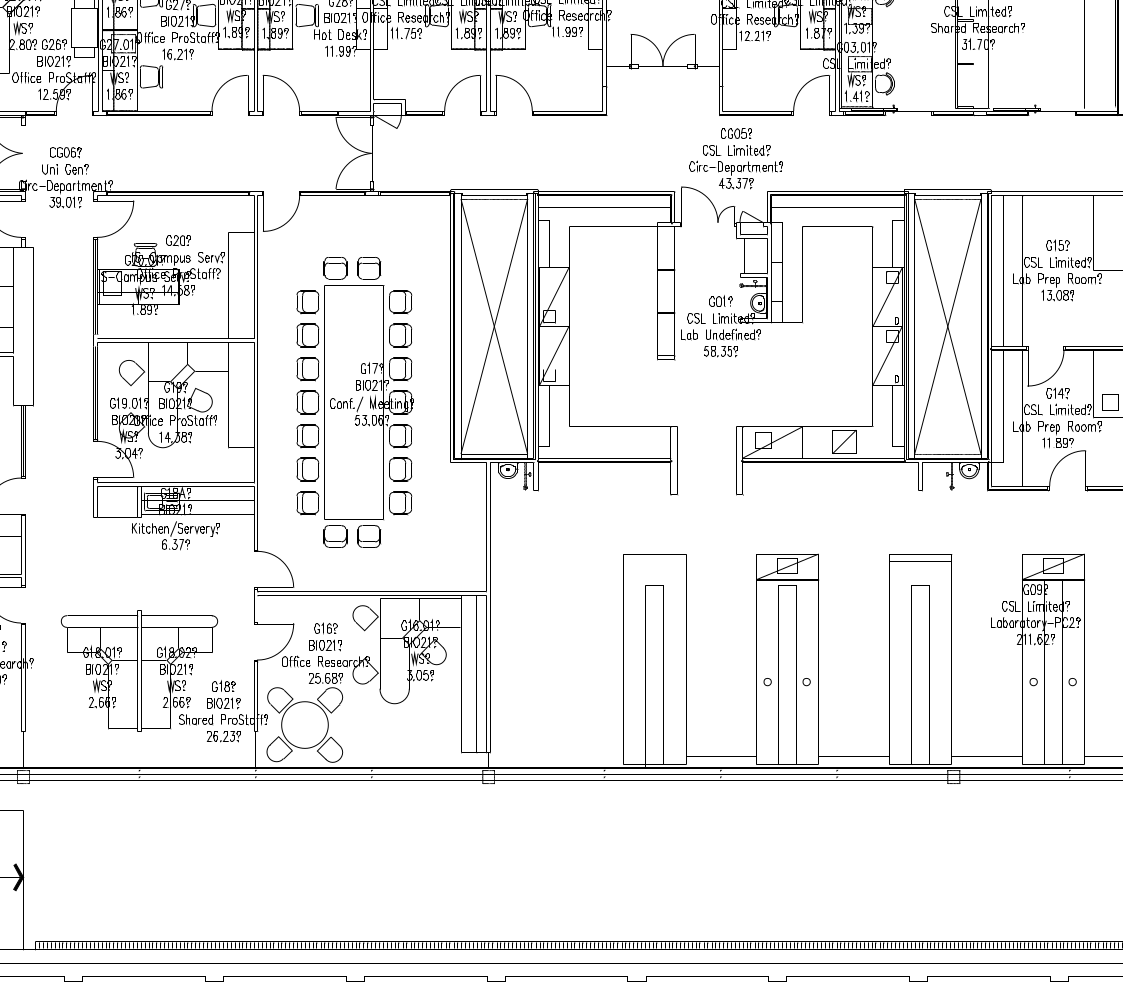 BIO21?
WS?
2.80?
G26?
BIO21?
Office ProStaff?
12.59?
1.86?
G27.01?
BIO21?
WS?
1.86?
G27?
BIO21?
Office ProStaff?
16.21?
BIO21?
WS?
1.89?
BIO21?
WS?
1.89?
G28?
BIO21?
Hot Desk?
11.99?
CSL Limited?
Office Research?
11.75?
WS?
1.89?
WS?
1.89?
CSL Limited?
Office Research?
11.99?
CSL Limited?
Office Research?
12.21?
WS?
1.87?
WS?
1.39?
G03.01?
CSL Limited?
WS?
1.41?
CSL Limited?
Shared Research?
31.70?
CG06?
Uni Gen?
Circ-Department?
39.01?
CG05?
CSL Limited?
Circ-Department?
43.37?
G20?
Office ProStaff?
14.68?
WS?
1.89?
G15?
CSL Limited?
Lab Prep Room?
13.08?
G01?
CSL Limited?
Lab Undefined?
58.35?
G17?
BIO21?
Conf./ Meeting?
53.06?
G19?
BIO21?
Office ProStaff?
14.38?
G19.01?
BIO21?
WS?
3.04?
G14?
CSL Limited?
Lab Prep Room?
11.89?
G18A?
BIO21?
Kitchen/Servery?
6.37?
G09?
CSL Limited?
Laboratory-PC2?
211.62?
G16?
BIO21?
Office Research?
25.68?
G16.01?
BIO21?
WS?
3.05?
G18.01?
BIO21?
WS?
2.66?
G18.02?
BIO21?
WS?
2.66?
G18?
BIO21?
Shared ProStaff?
26.23?